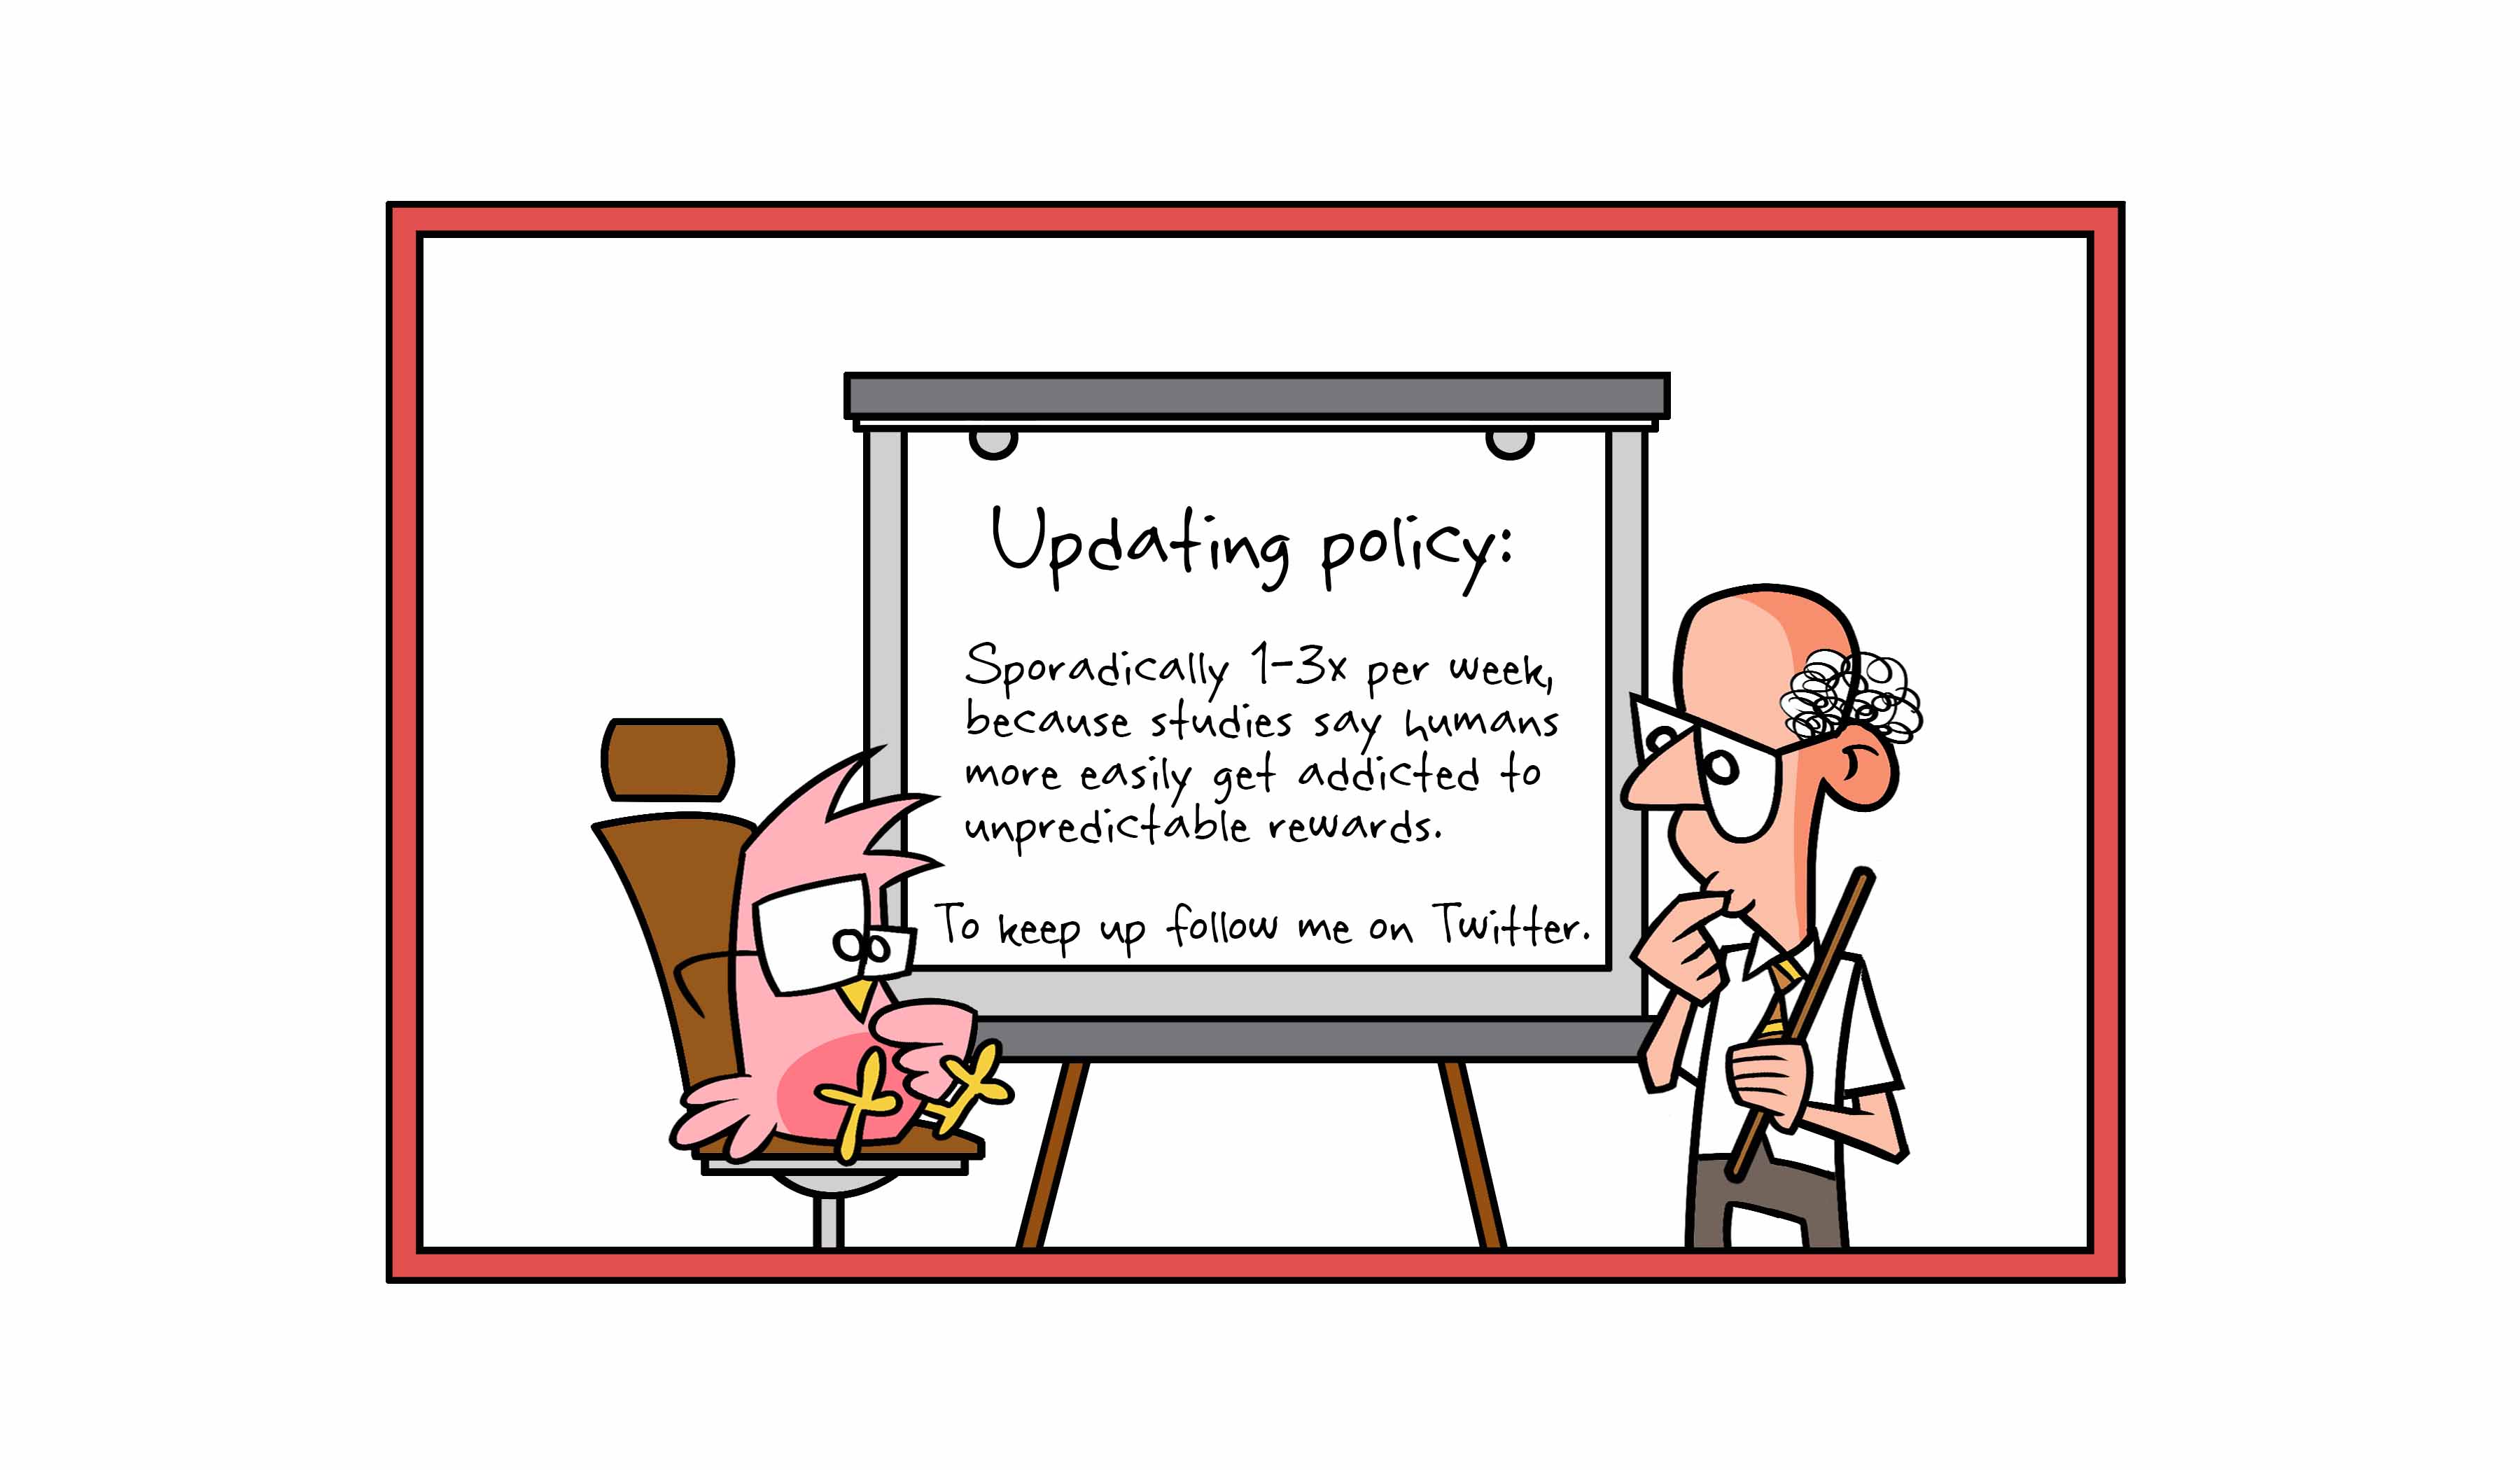 Updating policy:
Sporadically 1-3x per week,
because studies say humans
more easily get addicted to
unpredictable rewards.
To keep up follow me on Twitter.